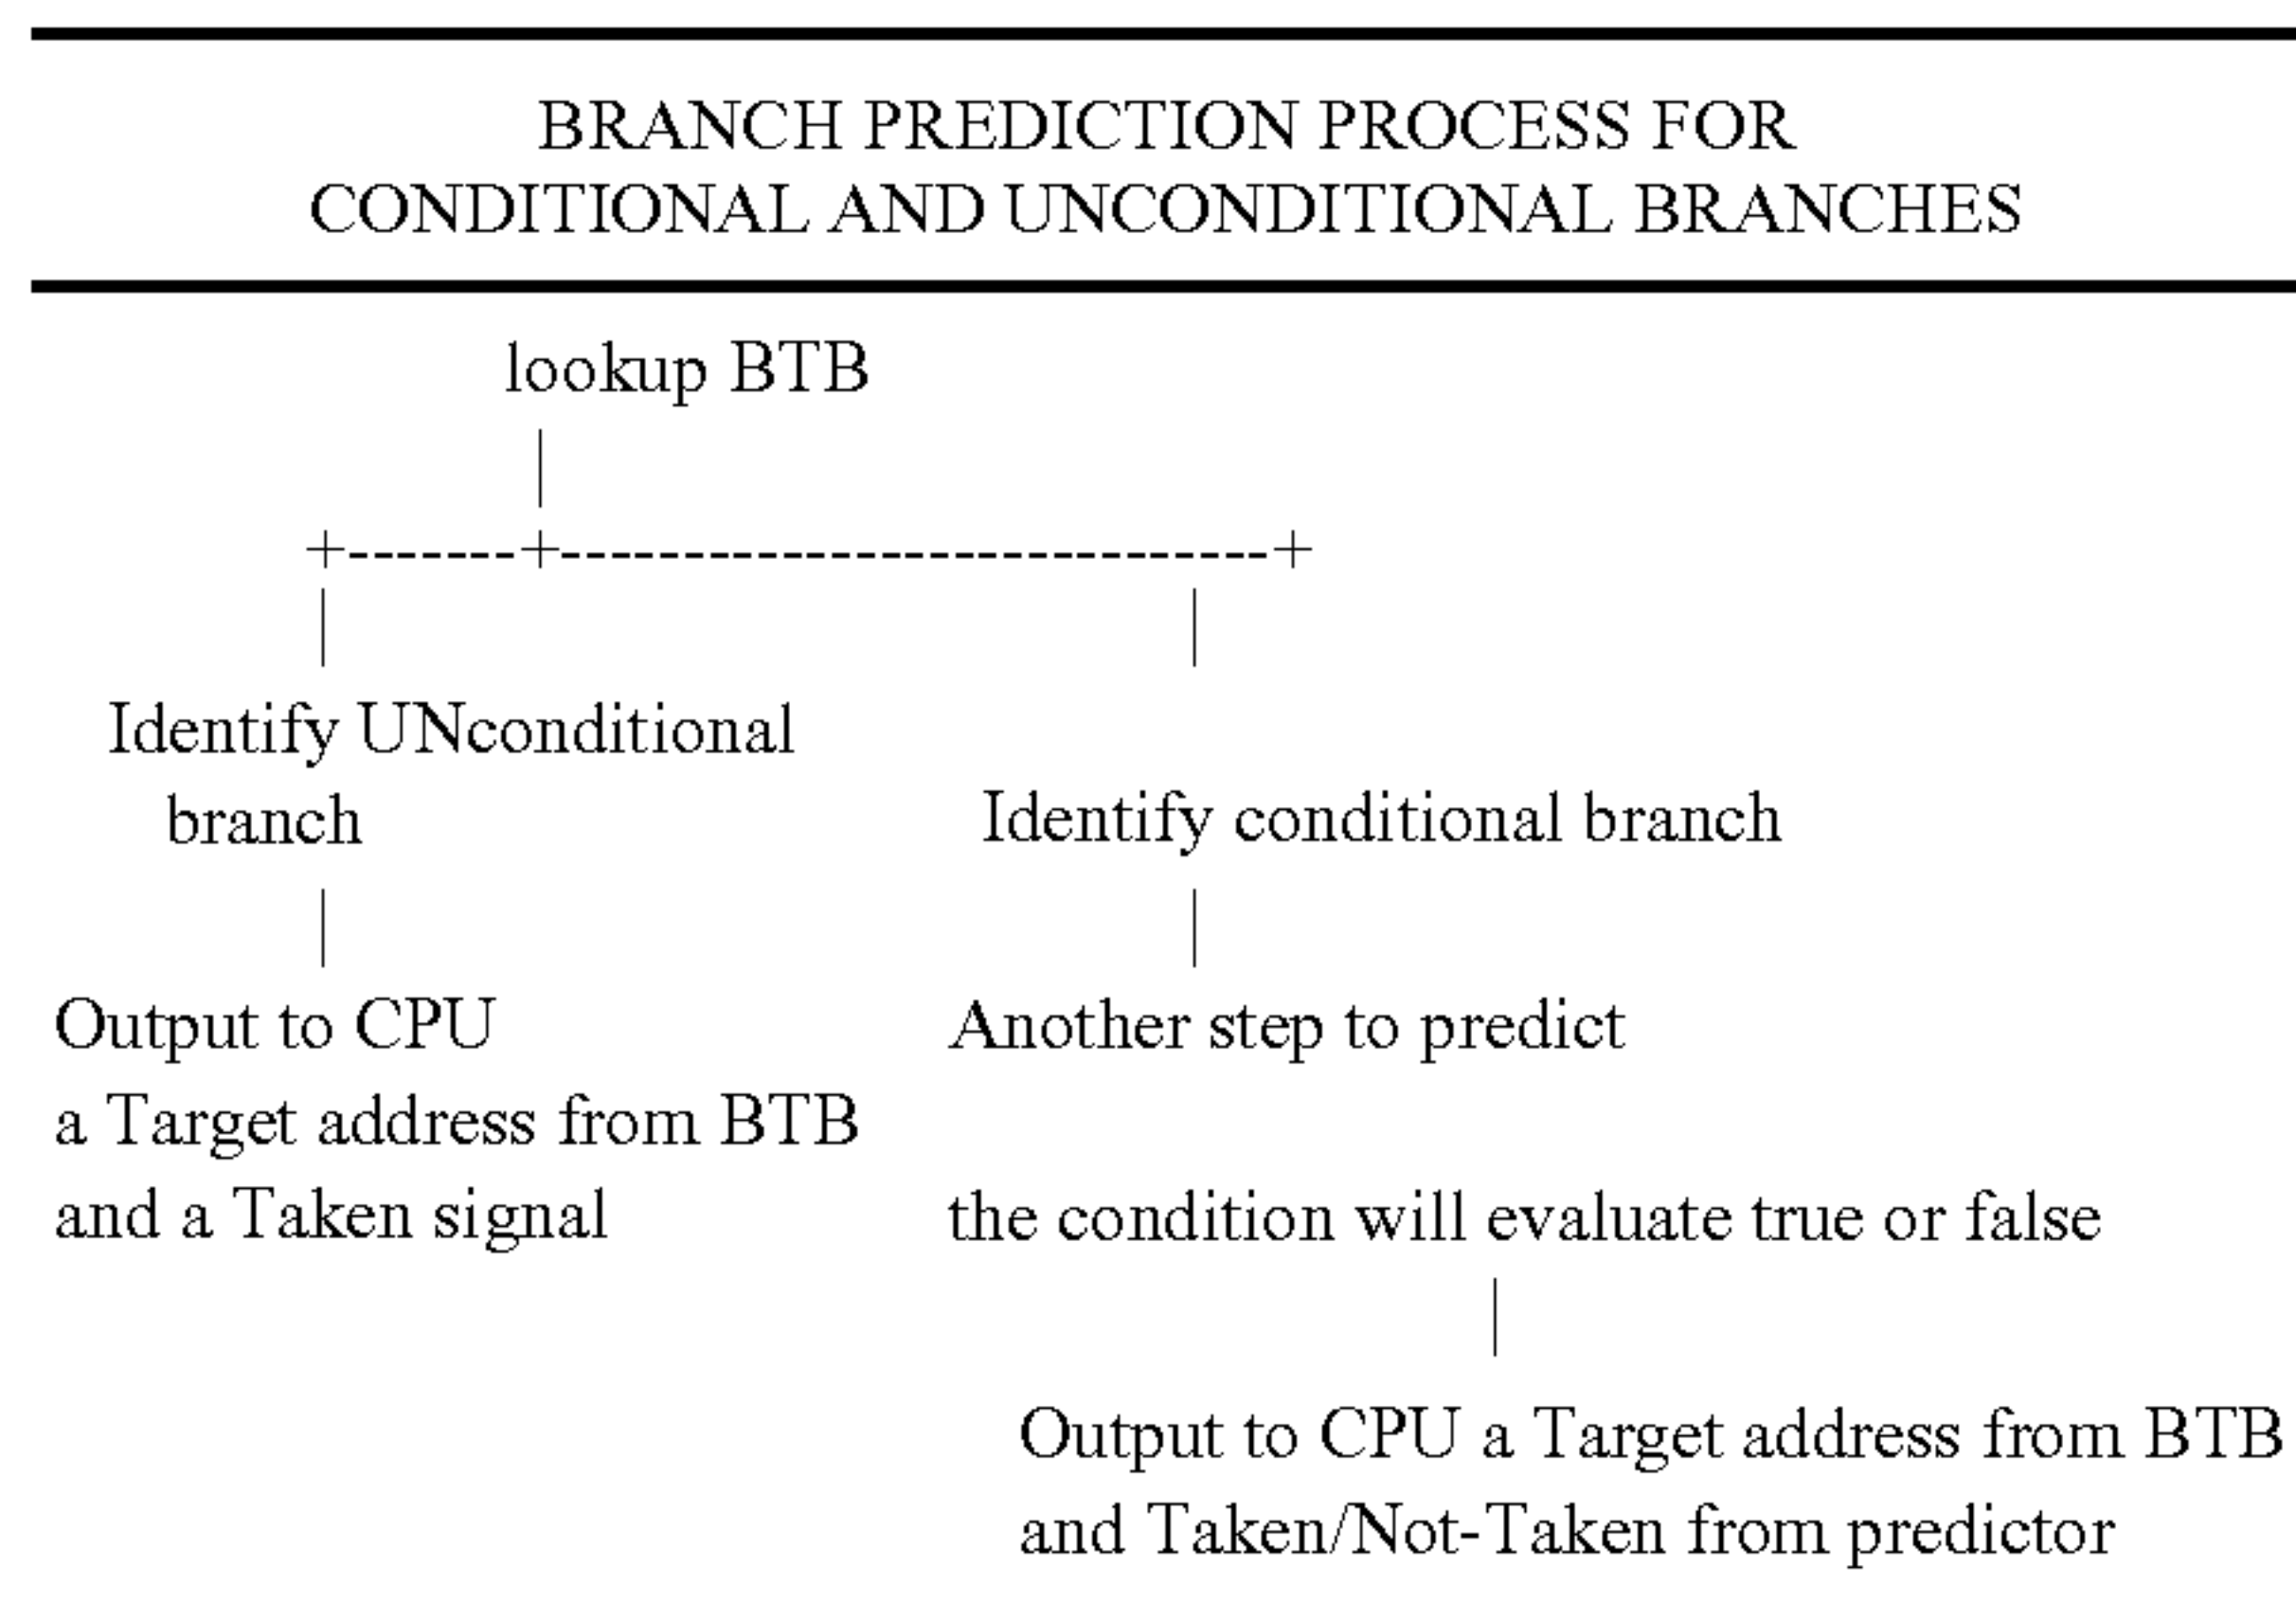 BRANCH PREDICTION PROCESS FOR
CONDITIONAL AND UNCONDITIONAL BRANCHES
lookup BTB
|
+-------+-----------------------------+
| |
Identify UNconditional
branch
Identify conditional branch
| |
Output to CPU
a Target address from BTB
and a Taken signal
Another step to predict
the condition will evaluate true or false
|
Output to CPU a Target address from BTB
and Taken/Not-Taken from predictor